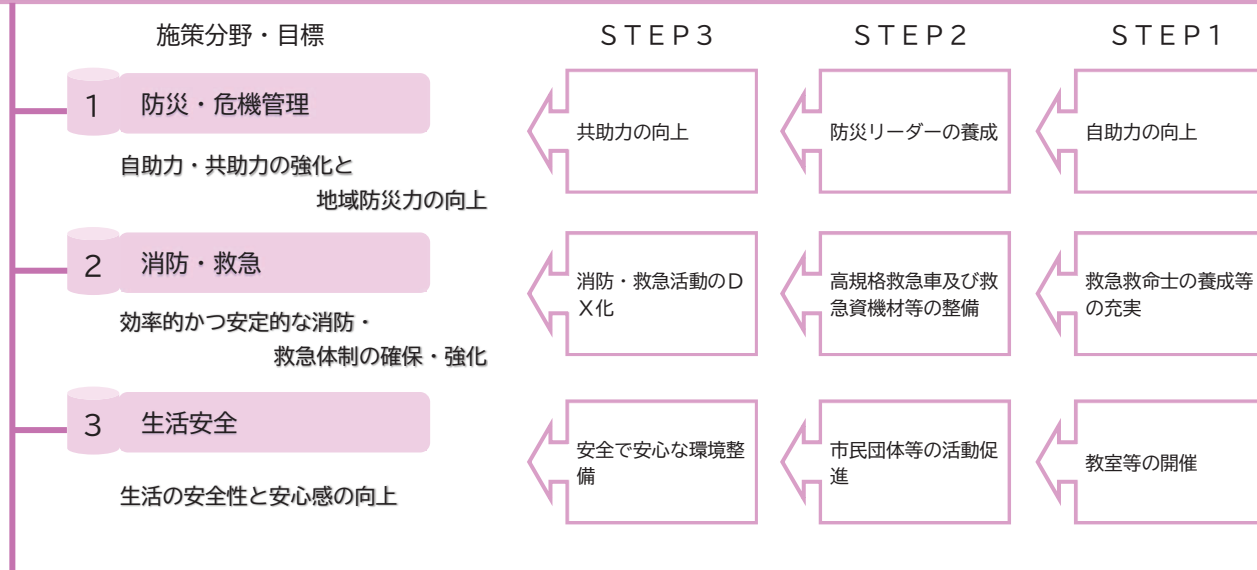 施策分野・目標
STEP3
STEP2
STEP1
1 防災・危機管理
自助力・共助力の強化と
地域防災力の向上
共助力の向上
防災リーダーの養成
自助力の向上
2 消防・救急
効率的かつ安定的な消防・
救急体制の確保・強化
消防・救急活動のD
X化
高規格救急車及び救
急資機材等の整備
救急救命士の養成等
の充実
3 生活安全
生活の安全性と安心感の向上
安全で安心な環境整
備
市民団体等の活動促
進
教室等の開催